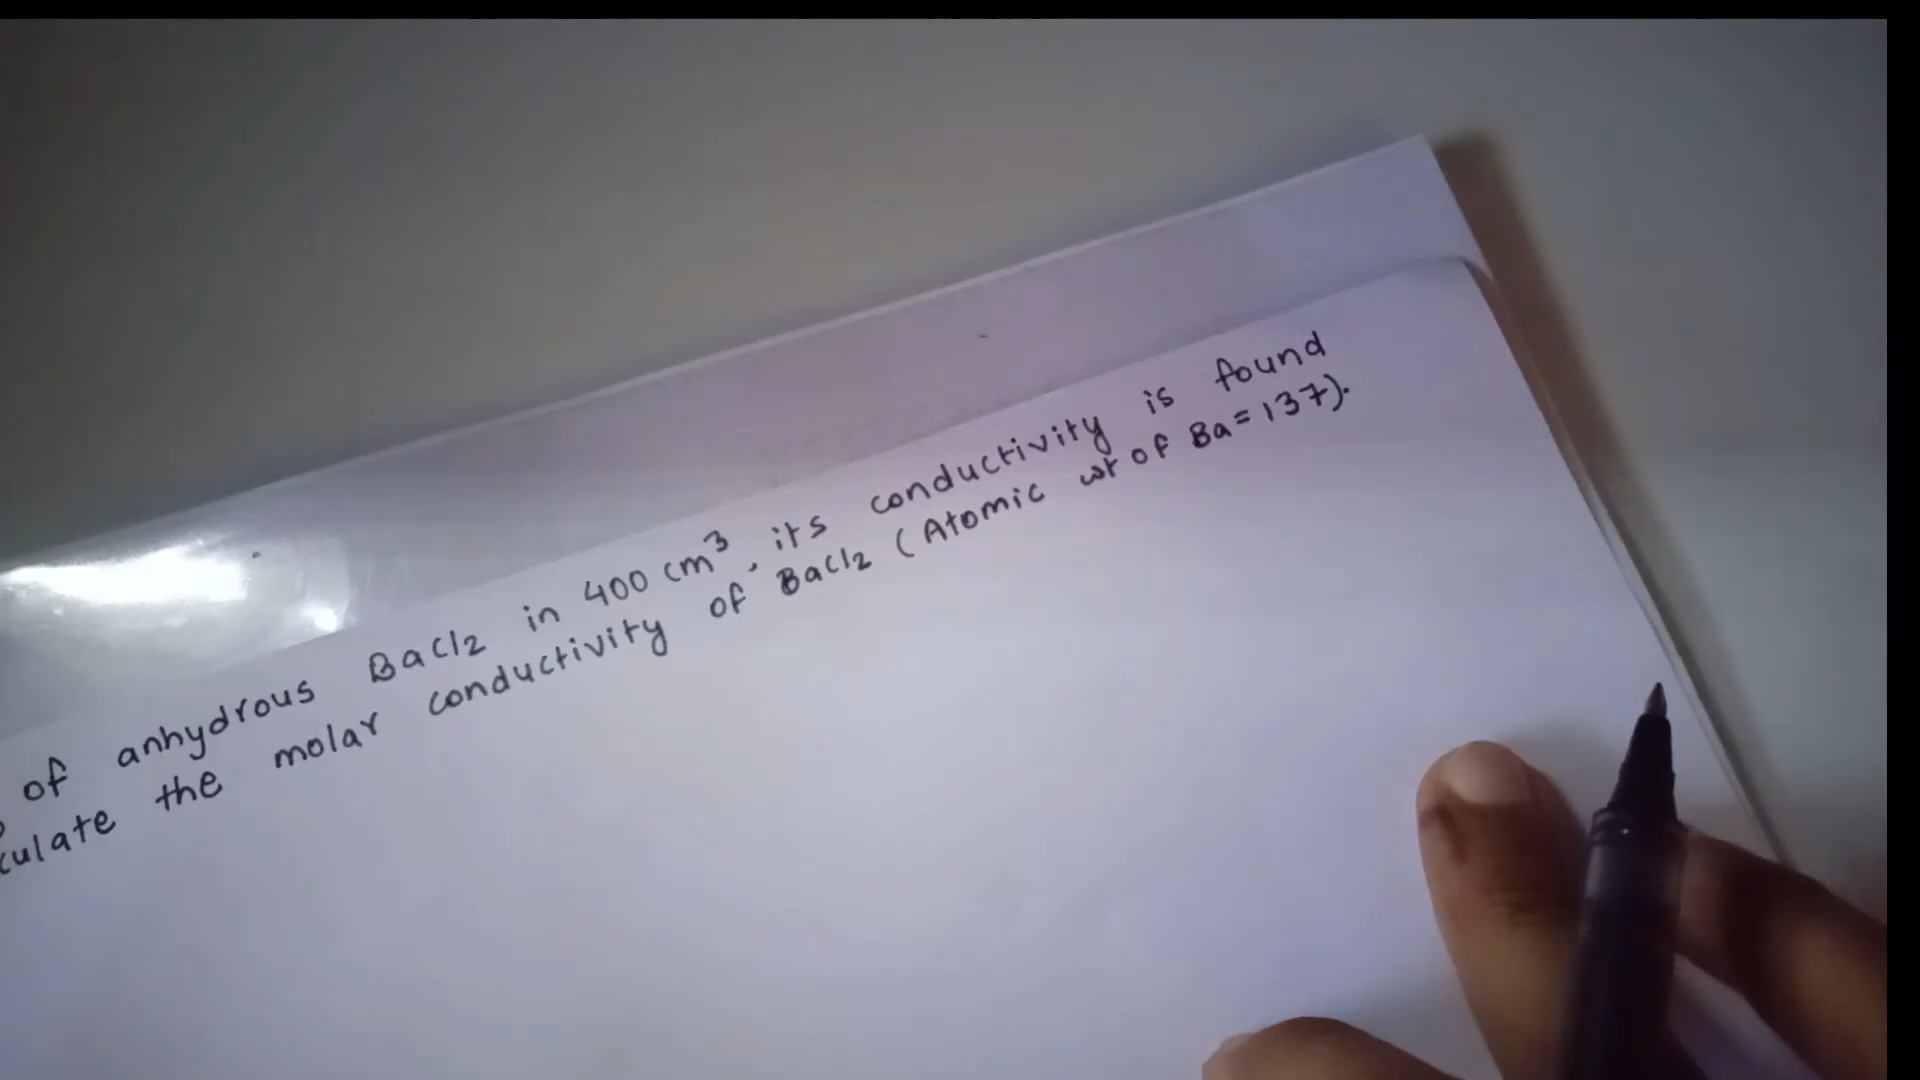 of anhydrous BaCl2 in 400 cm³, its conductivity is found
culate the molar conductivity of BaCl2 (Atomic wt of Ba=137).